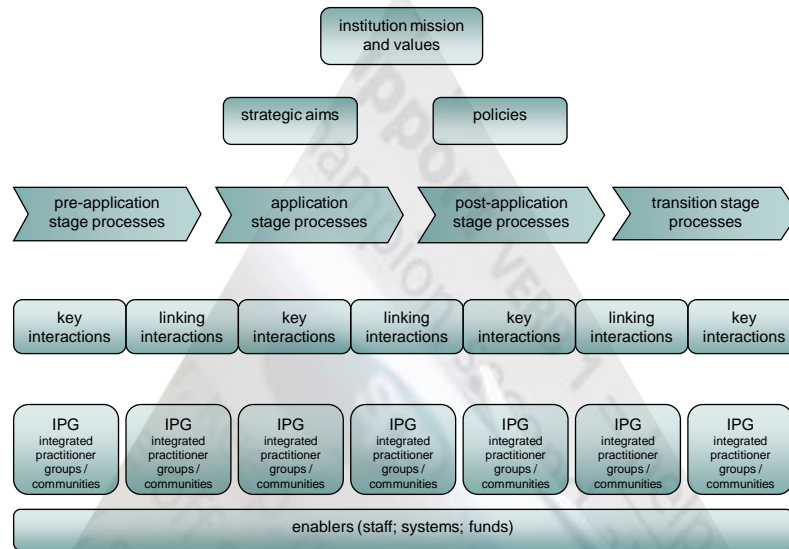 institution mission
and values
strategic aims
policies
pre-application
stage processes
application
stage processes
post-application
stage processes
transition stage
processes
key
interactions
linking
interactions
key
interactions
linking
interactions
key
interactions
linking
interactions
key
interactions
IPG
integrated
practitioner
groups /
communities
IPG
integrated
practitioner
groups /
communities
IPG
integrated
practitioner
groups /
communities
IPG
integrated
practitioner
groups /
communities
IPG
integrated
practitioner
groups /
communities
IPG
integrated
practitioner
groups /
communities
IPG
integrated
practitioner
groups /
communities
enablers (staff; systems; funds)